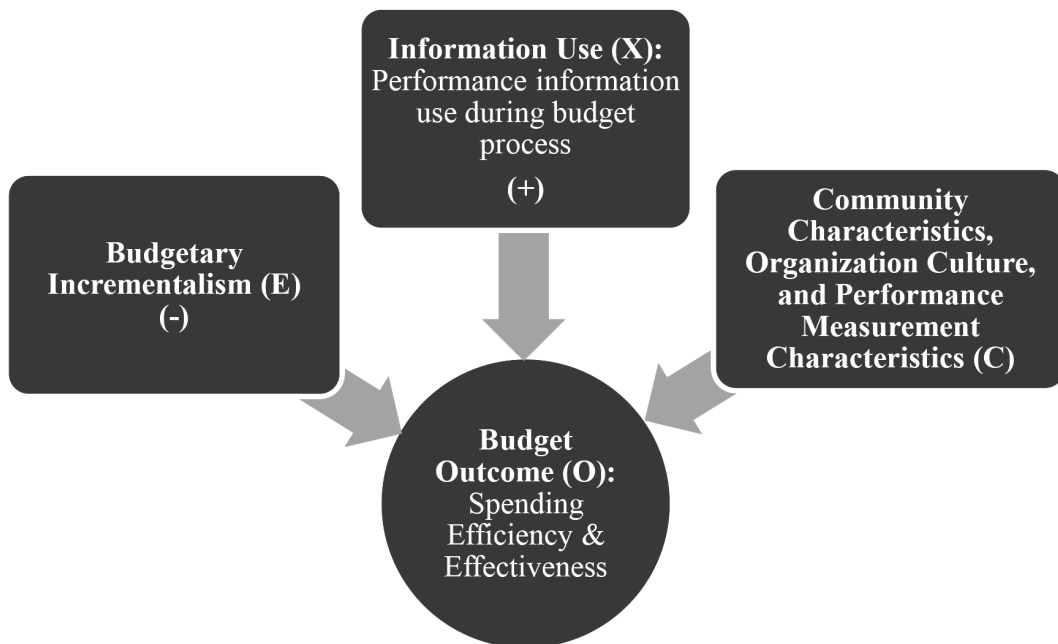 Information Use (X):
Performance information
use during budget
process
(+)
Budgetary
Incrementalism (E)
(-)
Community
Characteristics,
Organization Culture,
and Performance
Measurement
Characteristics (C)
Budget
Outcome (O):
Spending
Efficiency &
Effectiveness